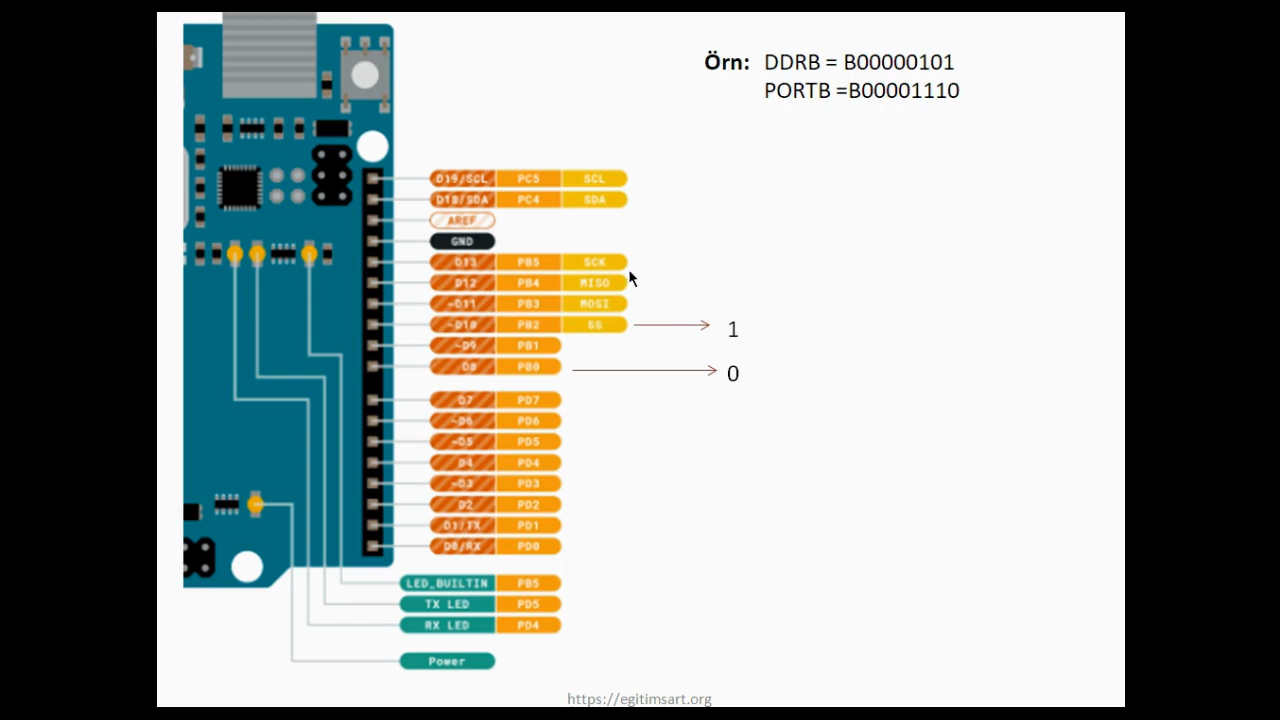 Örn: DDRB = B00000101
PORTB =B00001110
D19/SCL PC5 SCL
D18/SDA PC4 SDA
AREF
GND
D13 PB5 SCK
D12 PB4 MISO
~D11 PB3 MOSI
~D10 PB2 SS 1
~D9 PB1
D8 PB0 0
D7 PD7
~D6 PD6
~D5 PD5
D4 PD4
~D3 PD3
D2 PD2
D1/TX PD1
D0/RX PD0
LED_BUILTIN PB5
TX LED PD5
RX LED PD4
Power
https://egitimsart.org